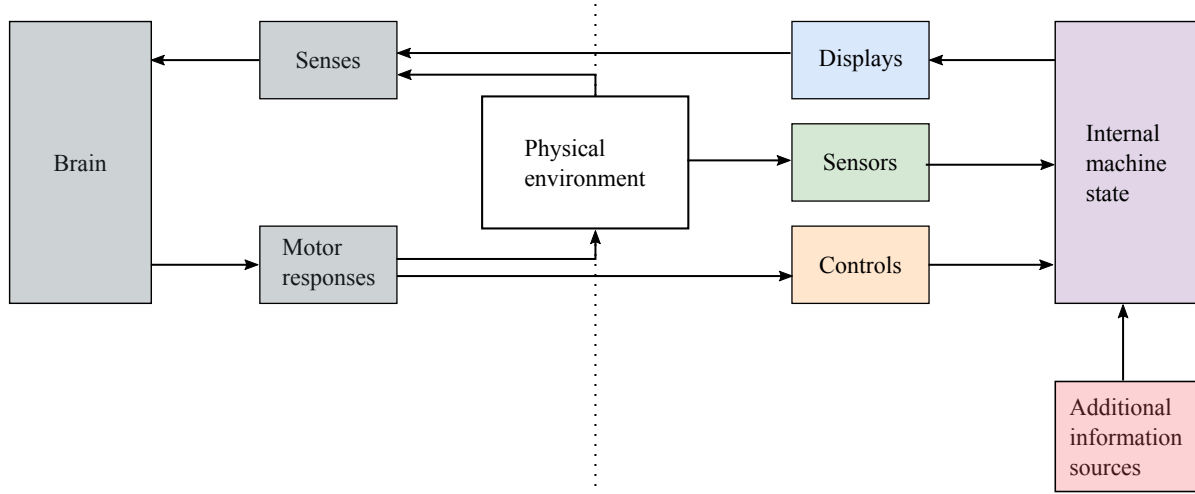 Senses
Displays
Brain
Physical
environment
Sensors
Internal
machine
state
Motor
responses
Controls
Additional
information
sources